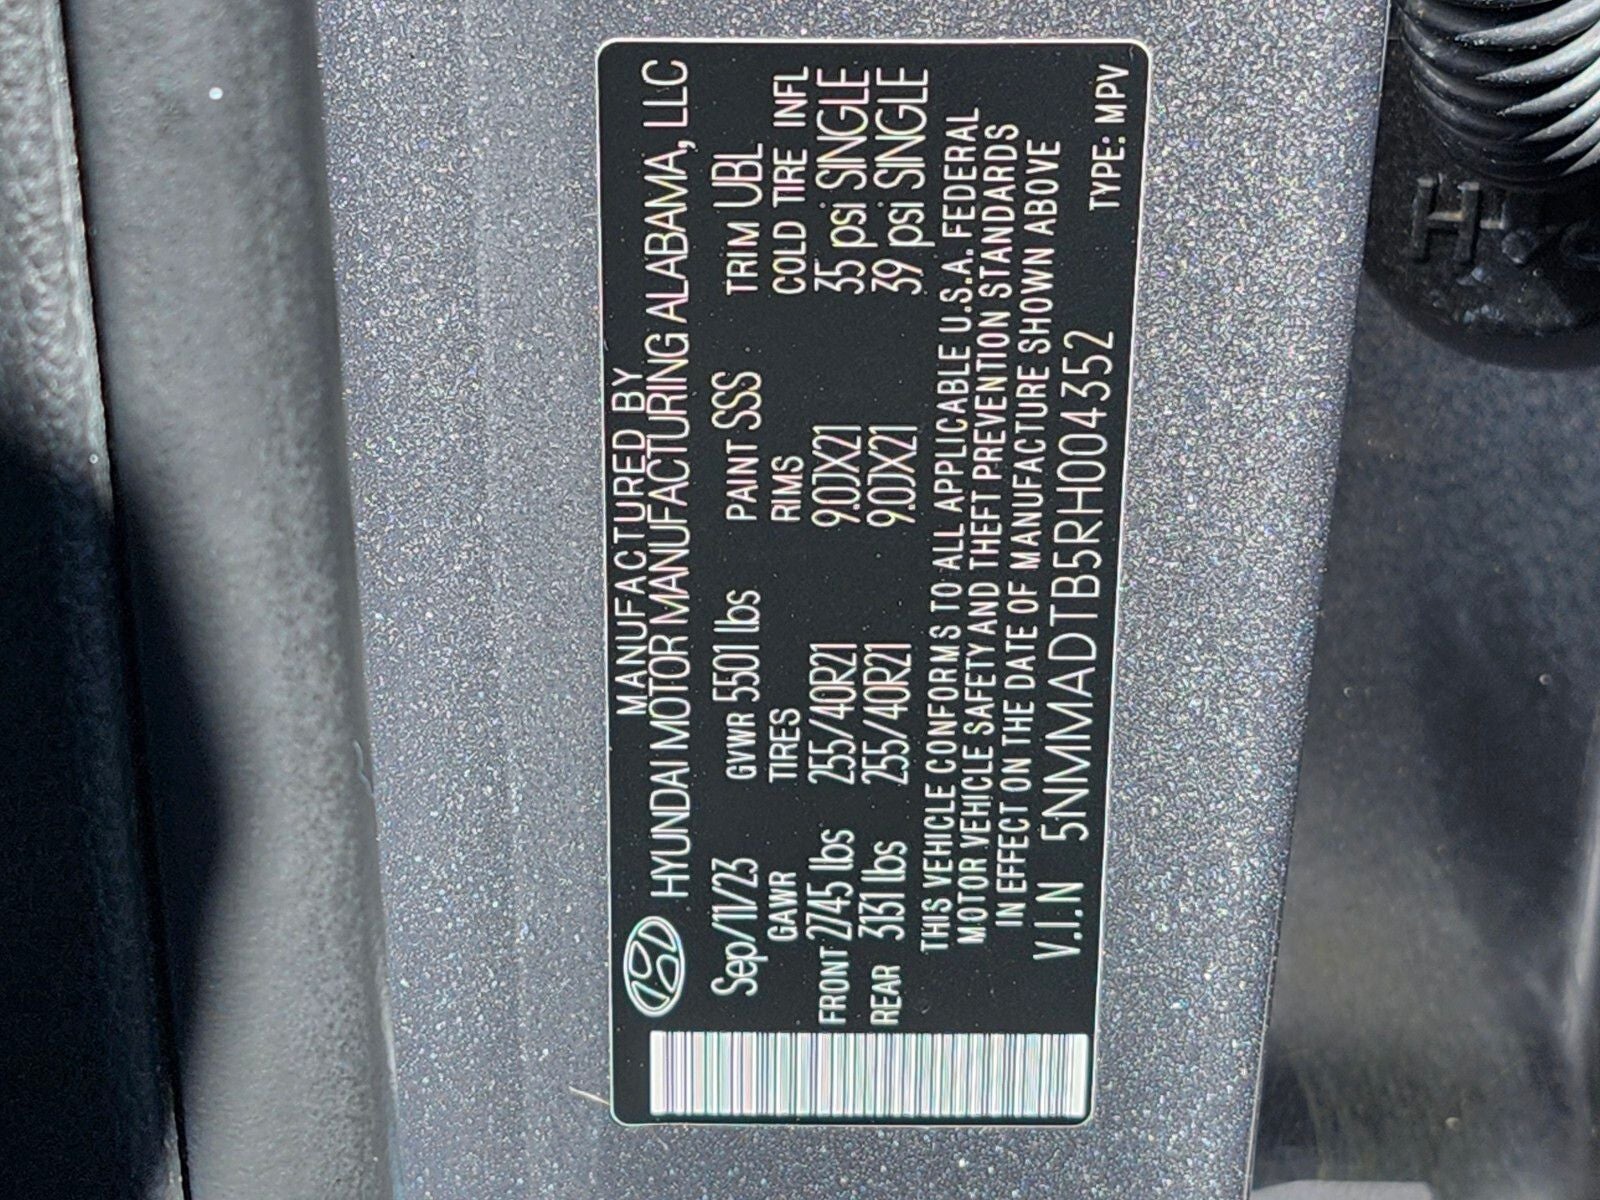 MANUFACTURED BY
HYUNDAI MOTOR MANUFACTURING ALABAMA, LLC
Sep/11/23 GVWR 5501 lbs PAINT SSS TRIM UBL
GAWR TIRES RIMS COLD TIRE INFL
FRONT 2745 lbs 255/40R21 9.0JX21 35 psi SINGLE
REAR 3131 lbs 255/40R21 9.0JX21 39 psi SINGLE
THIS VEHICLE CONFORMS TO ALL APPLICABLE U.S.A. FEDERAL
MOTOR VEHICLE SAFETY AND THEFT PREVENTION STANDARDS
IN EFFECT ON THE DATE OF MANUFACTURE SHOWN ABOVE
V.I.N 5NMMADTB5RH004352 TYPE: MPV